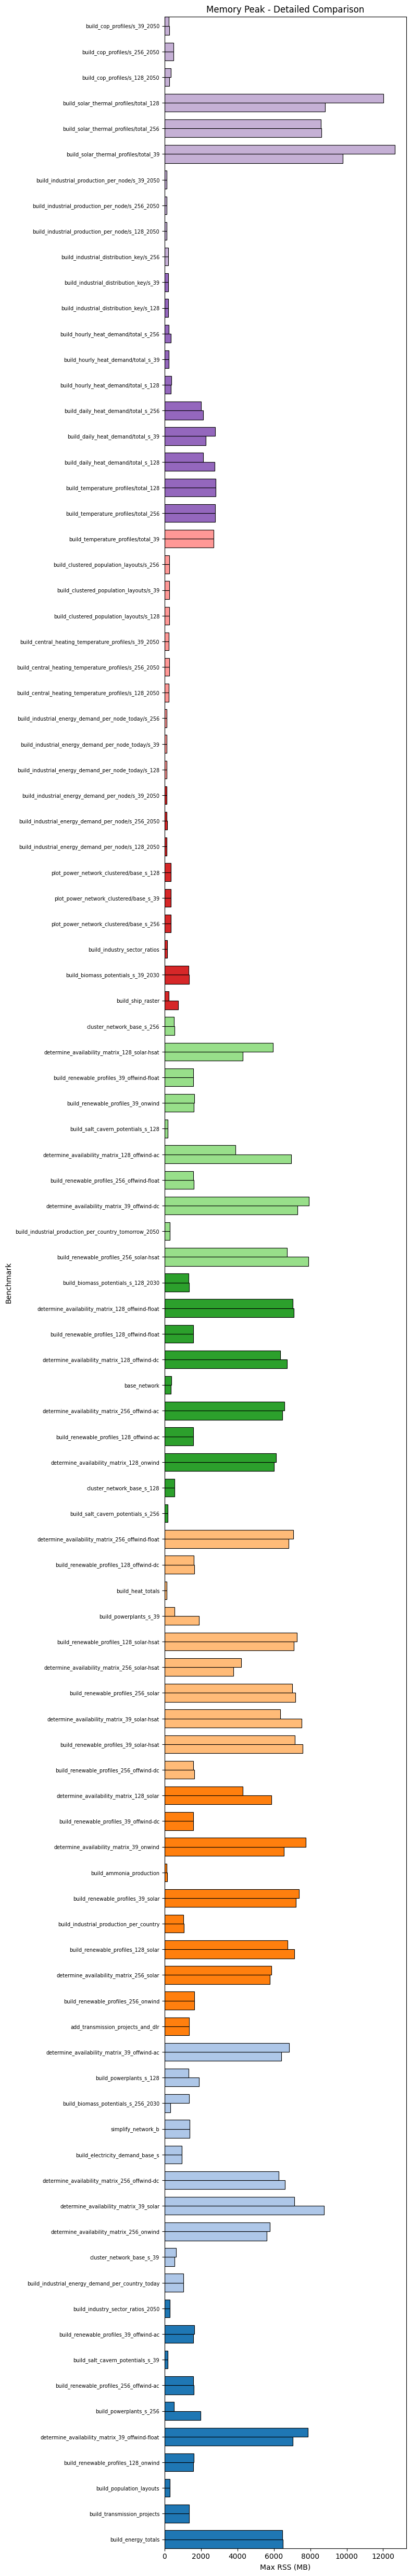 Memory Peak - Detailed Comparison
build_cop_profiles/s_39_2050
build_cop_profiles/s_256_2050
build_cop_profiles/s_128_2050
build_solar_thermal_profiles/total_128
build_solar_thermal_profiles/total_256
build_solar_thermal_profiles/total_39
build_industrial_production_per_node/s_39_2050
build_industrial_production_per_node/s_256_2050
build_industrial_production_per_node/s_128_2050
build_industrial_distribution_key/s_256
build_industrial_distribution_key/s_39
build_industrial_distribution_key/s_128
build_hourly_heat_demand/total_s_256
build_hourly_heat_demand/total_s_39
build_hourly_heat_demand/total_s_128
build_daily_heat_demand/total_s_256
build_daily_heat_demand/total_s_39
build_daily_heat_demand/total_s_128
build_temperature_profiles/total_128
build_temperature_profiles/total_256
build_temperature_profiles/total_39
build_clustered_population_layouts/s_256
build_clustered_population_layouts/s_39
build_clustered_population_layouts/s_128
build_central_heating_temperature_profiles/s_39_2050
build_central_heating_temperature_profiles/s_256_2050
build_central_heating_temperature_profiles/s_128_2050
build_industrial_energy_demand_per_node_today/s_256
build_industrial_energy_demand_per_node_today/s_39
build_industrial_energy_demand_per_node_today/s_128
build_industrial_energy_demand_per_node/s_39_2050
build_industrial_energy_demand_per_node/s_256_2050
build_industrial_energy_demand_per_node/s_128_2050
plot_power_network_clustered/base_s_128
plot_power_network_clustered/base_s_39
plot_power_network_clustered/base_s_256
build_industry_sector_ratios
build_biomass_potentials_s_39_2030
build_ship_raster
cluster_network_base_s_256
determine_availability_matrix_128_solar-hsat
build_renewable_profiles_39_offwind-float
build_renewable_profiles_39_onwind
build_salt_cavern_potentials_s_128
determine_availability_matrix_128_offwind-ac
build_renewable_profiles_256_offwind-float
determine_availability_matrix_39_offwind-dc
build_industrial_production_per_country_tomorrow_2050
build_renewable_profiles_256_solar-hsat
build_biomass_potentials_s_128_2030
determine_availability_matrix_128_offwind-float
build_renewable_profiles_128_offwind-float
determine_availability_matrix_128_offwind-dc
base_network
determine_availability_matrix_256_offwind-ac
build_renewable_profiles_128_offwind-ac
determine_availability_matrix_128_onwind
cluster_network_base_s_128
build_salt_cavern_potentials_s_256
determine_availability_matrix_256_offwind-float
build_renewable_profiles_128_offwind-dc
build_heat_totals
build_powerplants_s_39
build_renewable_profiles_128_solar-hsat
determine_availability_matrix_256_solar-hsat
build_renewable_profiles_256_solar
determine_availability_matrix_39_solar-hsat
build_renewable_profiles_39_solar-hsat
build_renewable_profiles_256_offwind-dc
determine_availability_matrix_128_solar
build_renewable_profiles_39_offwind-dc
determine_availability_matrix_39_onwind
build_ammonia_production
build_renewable_profiles_39_solar
build_industrial_production_per_country
build_renewable_profiles_128_solar
determine_availability_matrix_256_solar
build_renewable_profiles_256_onwind
add_transmission_projects_and_dlr
determine_availability_matrix_39_offwind-ac
build_powerplants_s_128
build_biomass_potentials_s_256_2030
simplify_network_b
build_electricity_demand_base_s
determine_availability_matrix_256_offwind-dc
determine_availability_matrix_39_solar
determine_availability_matrix_256_onwind
cluster_network_base_s_39
build_industrial_energy_demand_per_country_today
build_industry_sector_ratios_2050
build_renewable_profiles_39_offwind-ac
build_salt_cavern_potentials_s_39
build_renewable_profiles_256_offwind-ac
build_powerplants_s_256
determine_availability_matrix_39_offwind-float
build_renewable_profiles_128_onwind
build_population_layouts
build_transmission_projects
build_energy_totals
Benchmark
0 2000 4000 6000 8000 10000 12000
Max RSS (MB)